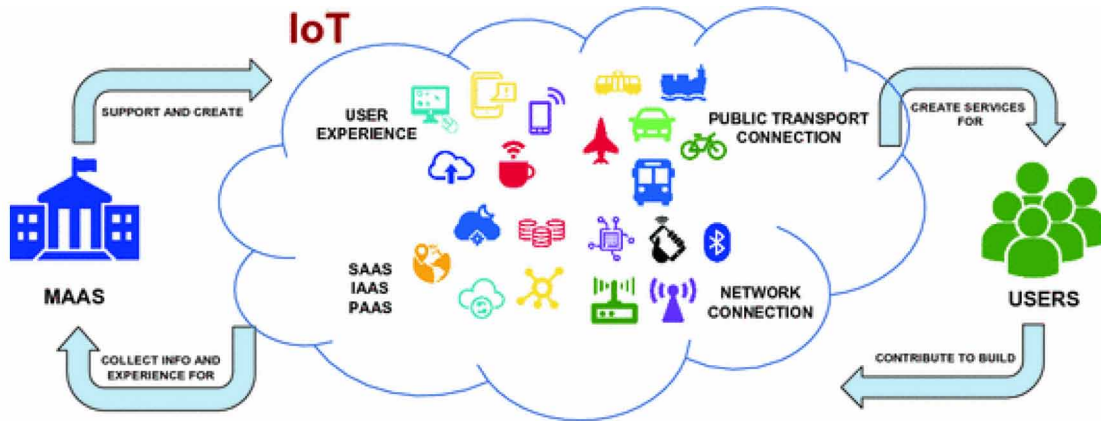 IoT
SUPPORT AND CREATE
USER
EXPERIENCE
PUBLIC TRANSPORT
CONNECTION
CREATE SERVICES
FOR
MAAS
SAAS
IAAS
PAAS
NETWORK
CONNECTION
USERS
COLLECT INFO AND
EXPERIENCE FOR
CONTRIBUTE TO BUILD